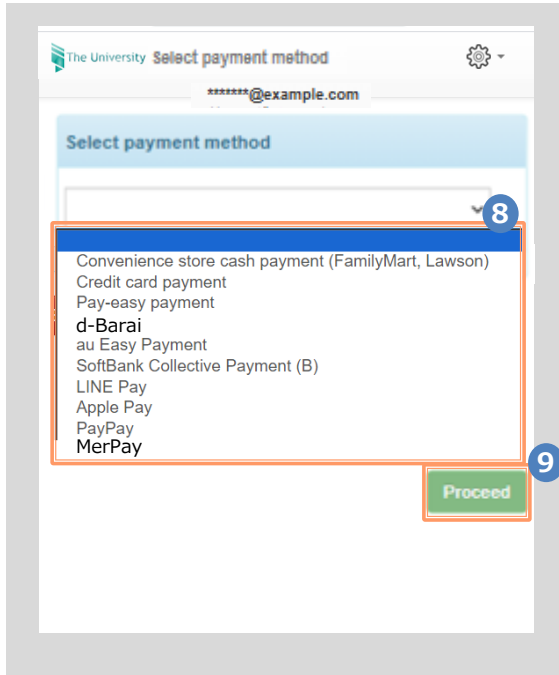 The University Select payment method
*******@example.com
Select payment method
8
Convenience store cash payment (FamilyMart, Lawson)
Credit card payment
Pay-easy payment
d-Barai
au Easy Payment
SoftBank Collective Payment (B)
LINE Pay
Apple Pay
PayPay
MerPay
9
Proceed